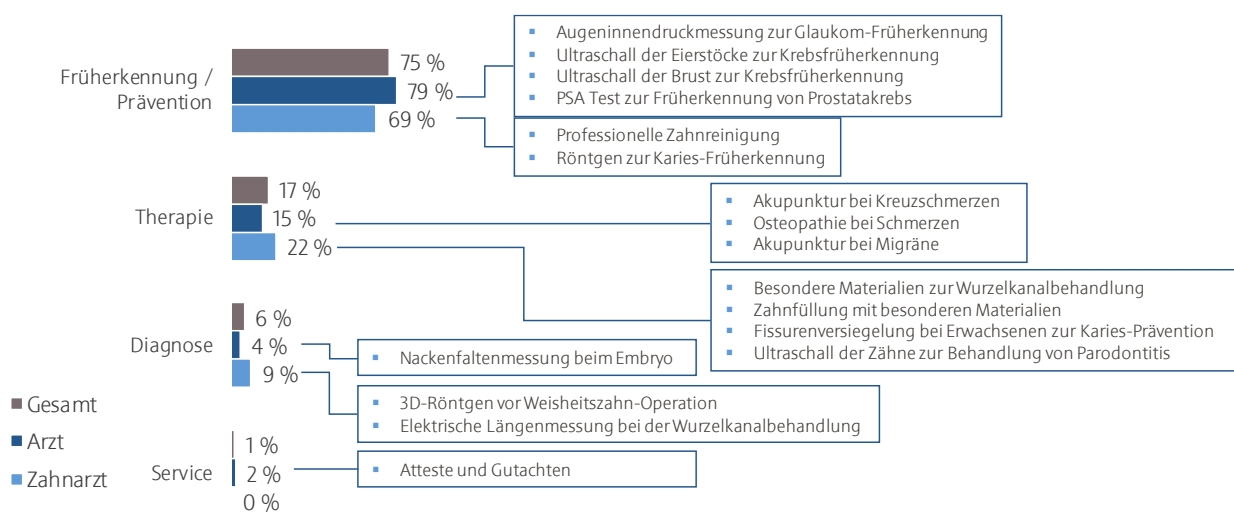 Früherkennung /
Prävention
75 %
79 %
69 %
Augeninnendruckmessung zur Glaukom-Früherkennung
Ultraschall der Eierstöcke zur Krebsfrüherkennung
Ultraschall der Brust zur Krebsfrüherkennung
PSA Test zur Früherkennung von Prostatakrebs
Professionelle Zahnreinigung
Röntgen zur Karies-Früherkennung
Therapie
17 %
15 %
22 %
Akupunktur bei Kreuzschmerzen
Osteopathie bei Schmerzen
Akupunktur bei Migräne
Besondere Materialien zur Wurzelkanalbehandlung
Zahnfüllung mit besonderen Materialien
Fissurenversiegelung bei Erwachsenen zur Karies-Prävention
Ultraschall der Zähne zur Behandlung von Parodontitis
Diagnose
6 %
4 %
9 %
Nackenfaltenmessung beim Embryo
3D-Röntgen vor Weisheitszahn-Operation
Elektrische Längenmessung bei der Wurzelkanalbehandlung
Service
1 %
2 %
0 %
Atteste und Gutachten
Gesamt
Arzt
Zahnarzt